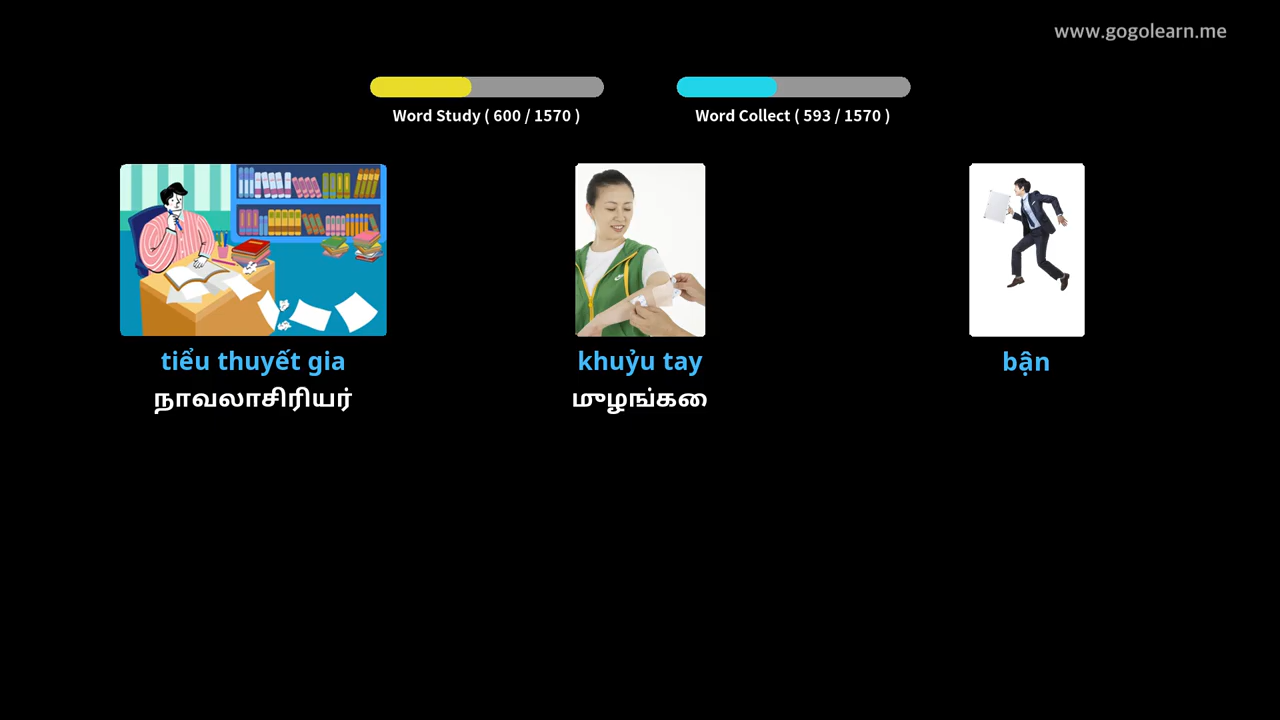 www.gogolearn.me
Word Study ( 600 / 1570 )
Word Collect ( 593 / 1570 )
tiểu thuyết gia
நாவலாசிரியர்
khuỷu tay
முழங்கை
bận